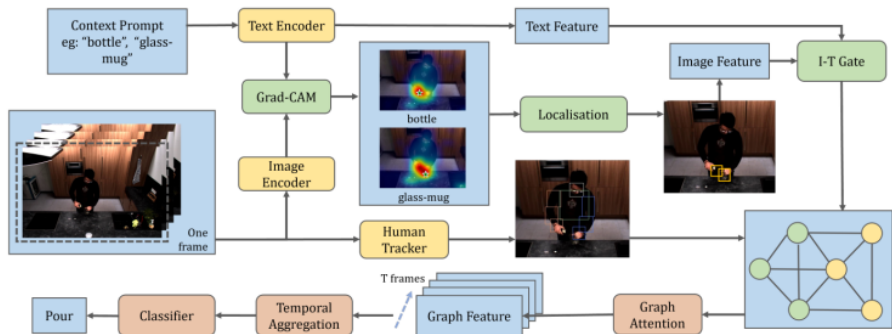 Context Prompt
eg: "bottle", "glass-
mug"
Text Encoder
Text Feature
Image Feature
I-T Gate
Grad-CAM
bottle
glass-mug
Localisation
Image
Encoder
One
frame
Human
Tracker
T frames
Pour
Classifier
Temporal
Aggregation
Graph Feature
Graph
Attention